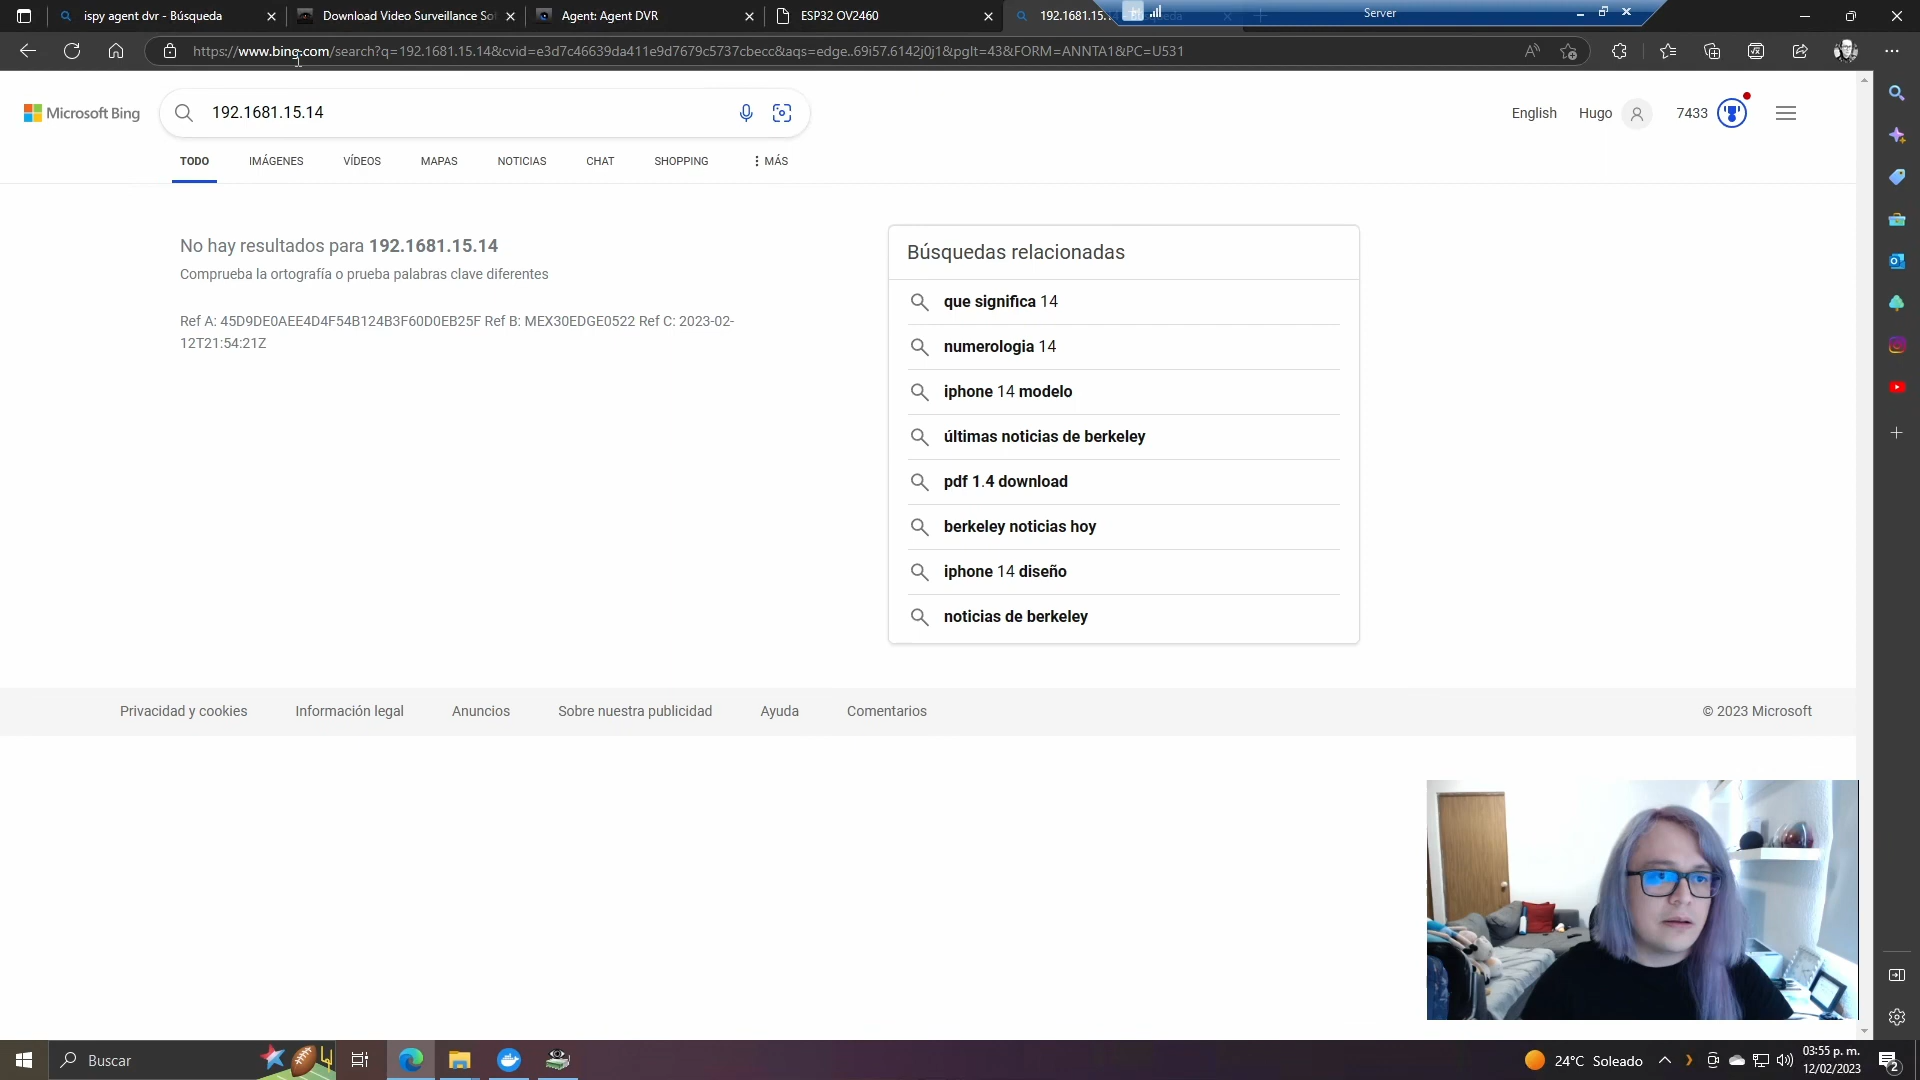 ispy agent dvr - Búsqueda
Download Video Surveillance So
Agent: Agent DVR
ESP32 OV2460
192.1681.15.1
Server
https://www.bing.com/search?q=192.1681.15.14&cvid=e3d7c46639da411e9d7679c5737cbecc&aqs=edge..69i57.6142j0j1&pglt=43&FORM=ANNTA1&PC=U531
Microsoft Bing
192.1681.15.14
English
Hugo
7433
TODO
IMÁGENES
VÍDEOS
MAPAS
NOTICIAS
CHAT
SHOPPING
MÁS
No hay resultados para 192.1681.15.14
Comprueba la ortografía o prueba palabras clave diferentes
Ref A: 45D9DE0AEE4D4F54B124B3F60D0EB25F Ref B: MEX30EDGE0522 Ref C: 2023-02-
12T21:54:21Z
Búsquedas relacionadas
que significa 14
numerologia 14
iphone 14 modelo
últimas noticias de berkeley
pdf 1.4 download
berkeley noticias hoy
iphone 14 diseño
noticias de berkeley
Privacidad y cookies
Información legal
Anuncios
Sobre nuestra publicidad
Ayuda
Comentarios
© 2023 Microsoft
Buscar
24°C Soleado
03:55 p. m.
12/02/2023
2